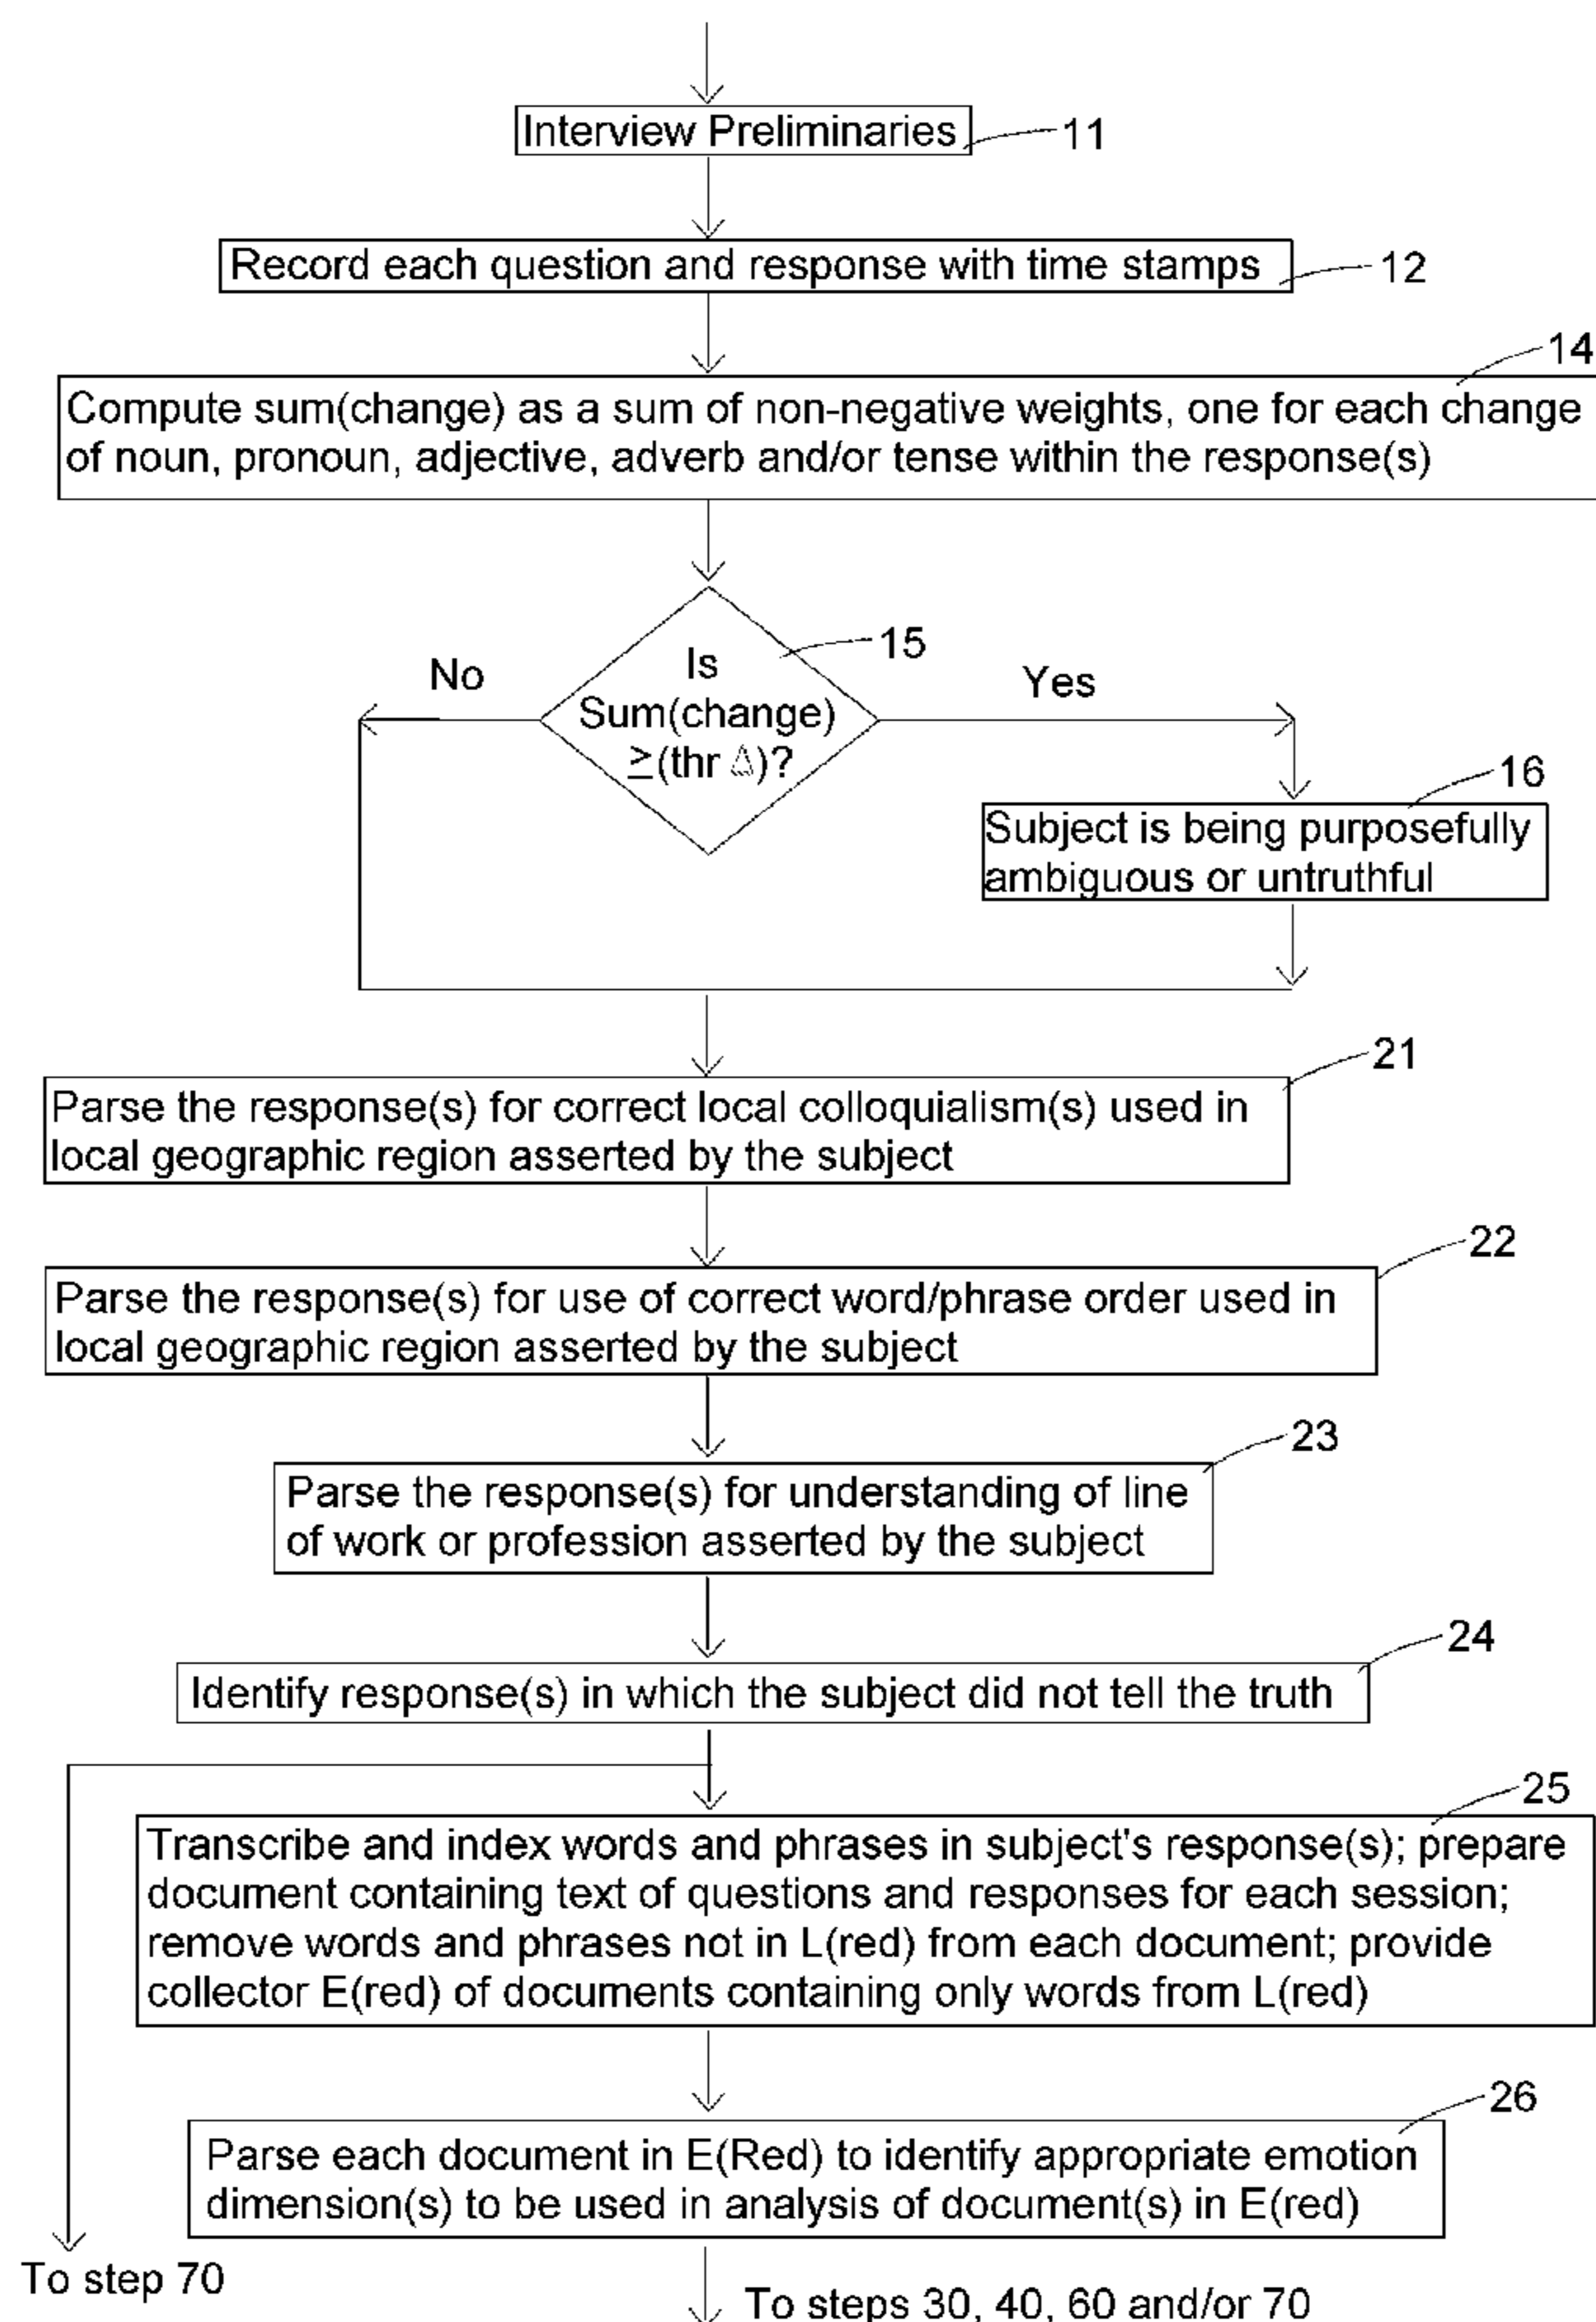 Interview Preliminaries
11
Record each question and response with time stamps
12
14
Compute sum(change) as a sum of non-negative weights, one for each change
of noun, pronoun, adjective, adverb and/or tense within the response(s)
15
No
Is
Sum(change)
≥(thr Δ)?
Yes
16
Subject is being purposefully
ambiguous or untruthful
21
Parse the response(s) for correct local colloquialism(s) used in
local geographic region asserted by the subject
22
Parse the response(s) for use of correct word/phrase order used in
local geographic region asserted by the subject
23
Parse the response(s) for understanding of line
of work or profession asserted by the subject
24
Identify response(s) in which the subject did not tell the truth
25
Transcribe and index words and phrases in subject's response(s); prepare
document containing text of questions and responses for each session;
remove words and phrases not in L(red) from each document; provide
collector E(red) of documents containing only words from L(red)
26
Parse each document in E(Red) to identify appropriate emotion
dimension(s) to be used in analysis of document(s) in E(red)
To step 70
To steps 30, 40, 60 and/or 70